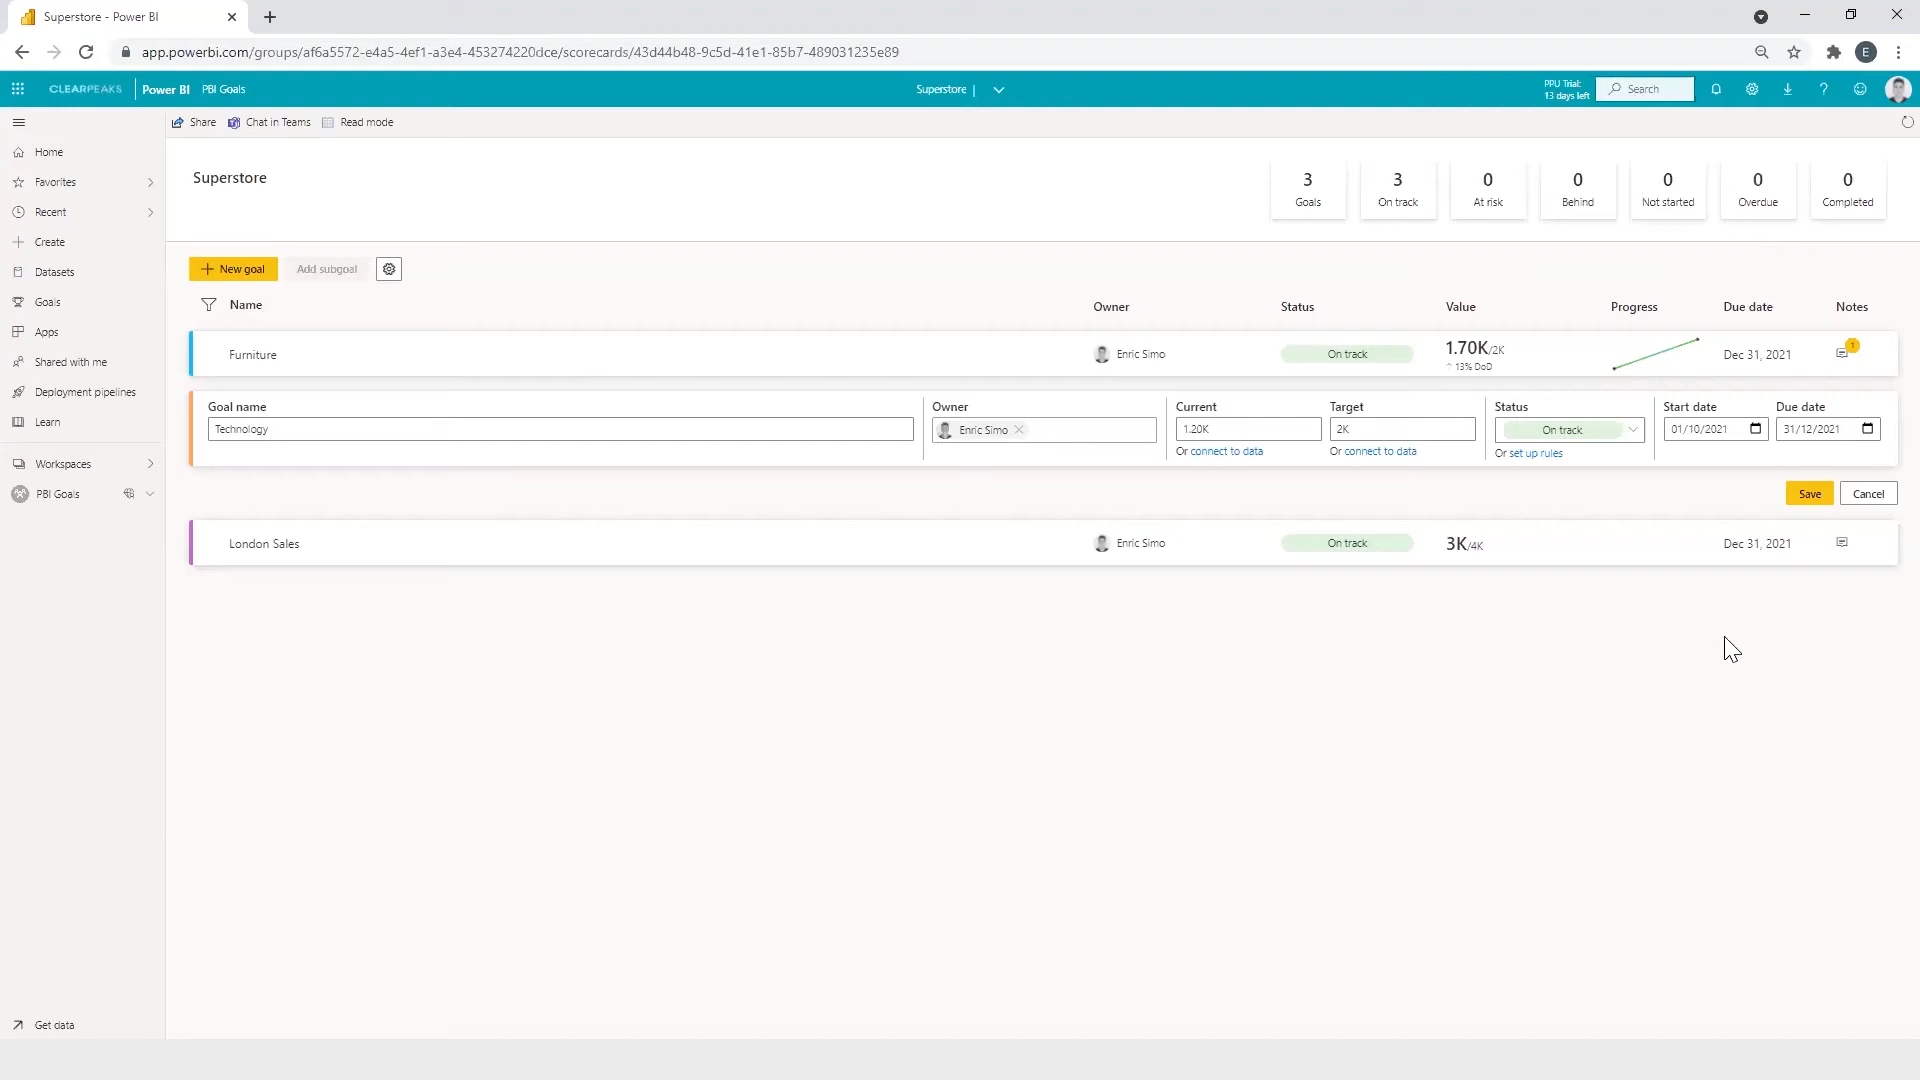 Superstore - Power BI
app.powerbi.com/groups/af6a5572-e4a5-4ef1-a3e4-453274220dce/scorecards/43d44b48-9c5d-41e1-85b7-489031235e89
E
CLEARPEAKS Power BI PBI Goals
Superstore |
PPU Trial:
13 days left
Search
Share Chat in Teams Read mode
Home
Favorites
Recent
Create
Datasets
Goals
Apps
Shared with me
Deployment pipelines
Learn
Workspaces
PBI Goals
Get data
Superstore
3 3 0 0 0 0 0
Goals On track At risk Behind Not started Overdue Completed
New goal Add subgoal
Name Owner Status Value Progress Due date Notes
Furniture Enric Simo On track 1.70K/2K Dec 31, 2021 1
13% DoD
Goal name Owner Current Target Status Start date Due date
Technology Enric Simo 1.20K 2K On track 01/10/2021 31/12/2021
Or connect to data Or connect to data Or set up rules
Save Cancel
London Sales Enric Simo On track 3K/4K Dec 31, 2021